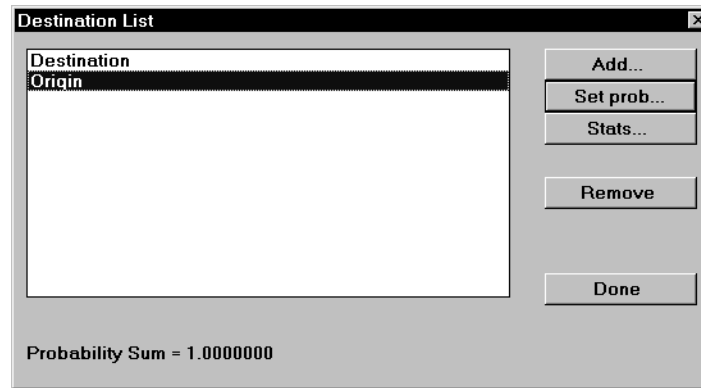 Destination List
Destination
Origin
Add...
Set prob...
Stats...
Remove
Done
Probability Sum = 1.0000000